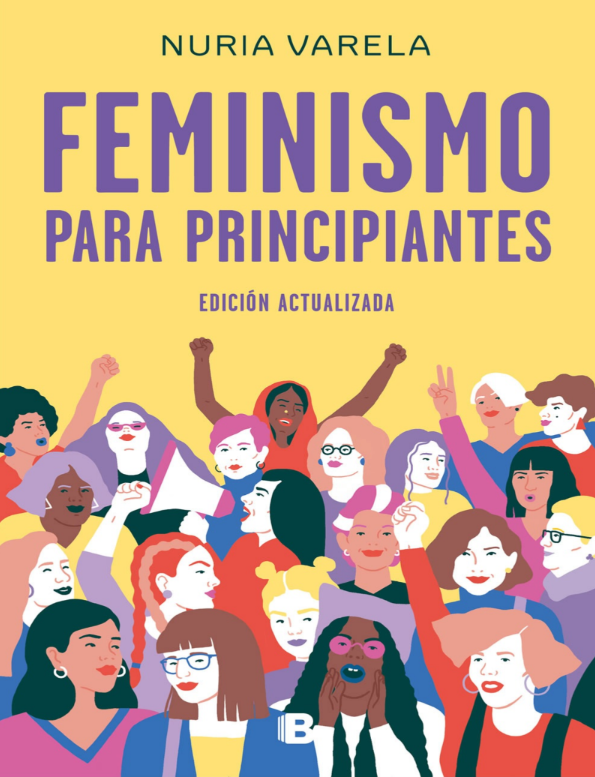 NURIA VARELA
FEMINISMO
PARA PRINCIPIANTES
EDICIÓN ACTUALIZADA
B